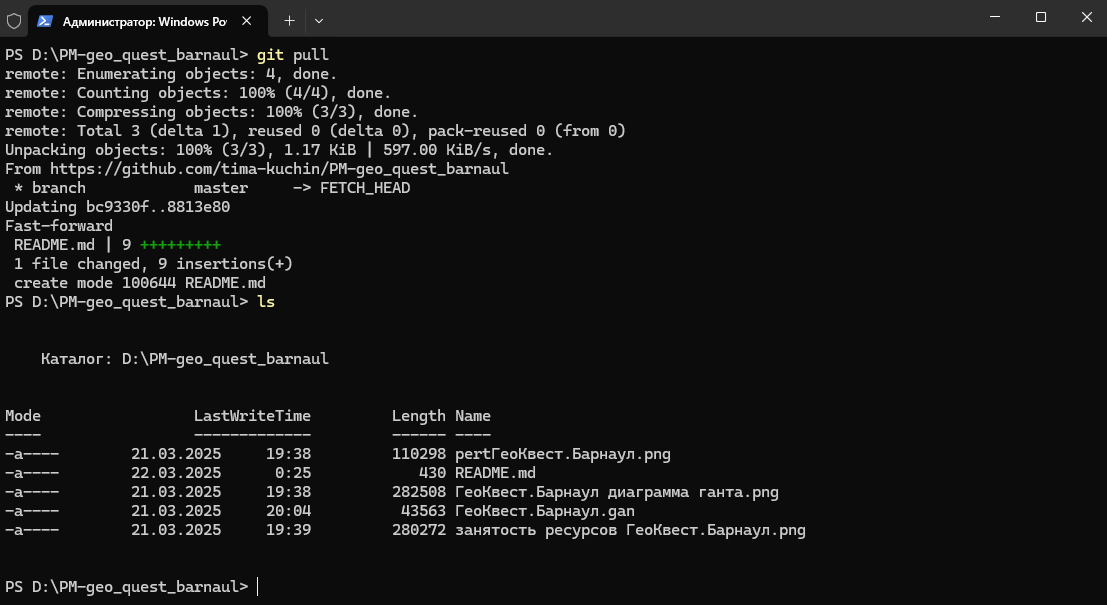 Администратор: Windows Po
PS D:\PM-geo_quest_barnaul> git pull
remote: Enumerating objects: 4, done.
remote: Counting objects: 100% (4/4), done.
remote: Compressing objects: 100% (3/3), done.
remote: Total 3 (delta 1), reused 0 (delta 0), pack-reused 0 (from 0)
Unpacking objects: 100% (3/3), 1.17 KiB | 597.00 KiB/s, done.
From https://github.com/tima-kuchin/PM-geo_quest_barnaul
 * branch            master     -> FETCH_HEAD
Updating bc9330f..8813e80
Fast-forward
 README.md | 9 +++++++++
 1 file changed, 9 insertions(+)
 create mode 100644 README.md
PS D:\PM-geo_quest_barnaul> ls
    Каталог: D:\PM-geo_quest_barnaul
Mode                 LastWriteTime         Length Name
----                 -------------         ------ ----
-a----        21.03.2025     19:38         110298 pertГеоКвест.Барнаул.png
-a----        22.03.2025      0:25            430 README.md
-a----        21.03.2025     19:38         282508 ГеоКвест.Барнаул диаграмма ганта.png
-a----        21.03.2025     20:04          43563 ГеоКвест.Барнаул.gan
-a----        21.03.2025     19:39         280272 занятость ресурсов ГеоКвест.Барнаул.png
PS D:\PM-geo_quest_barnaul>